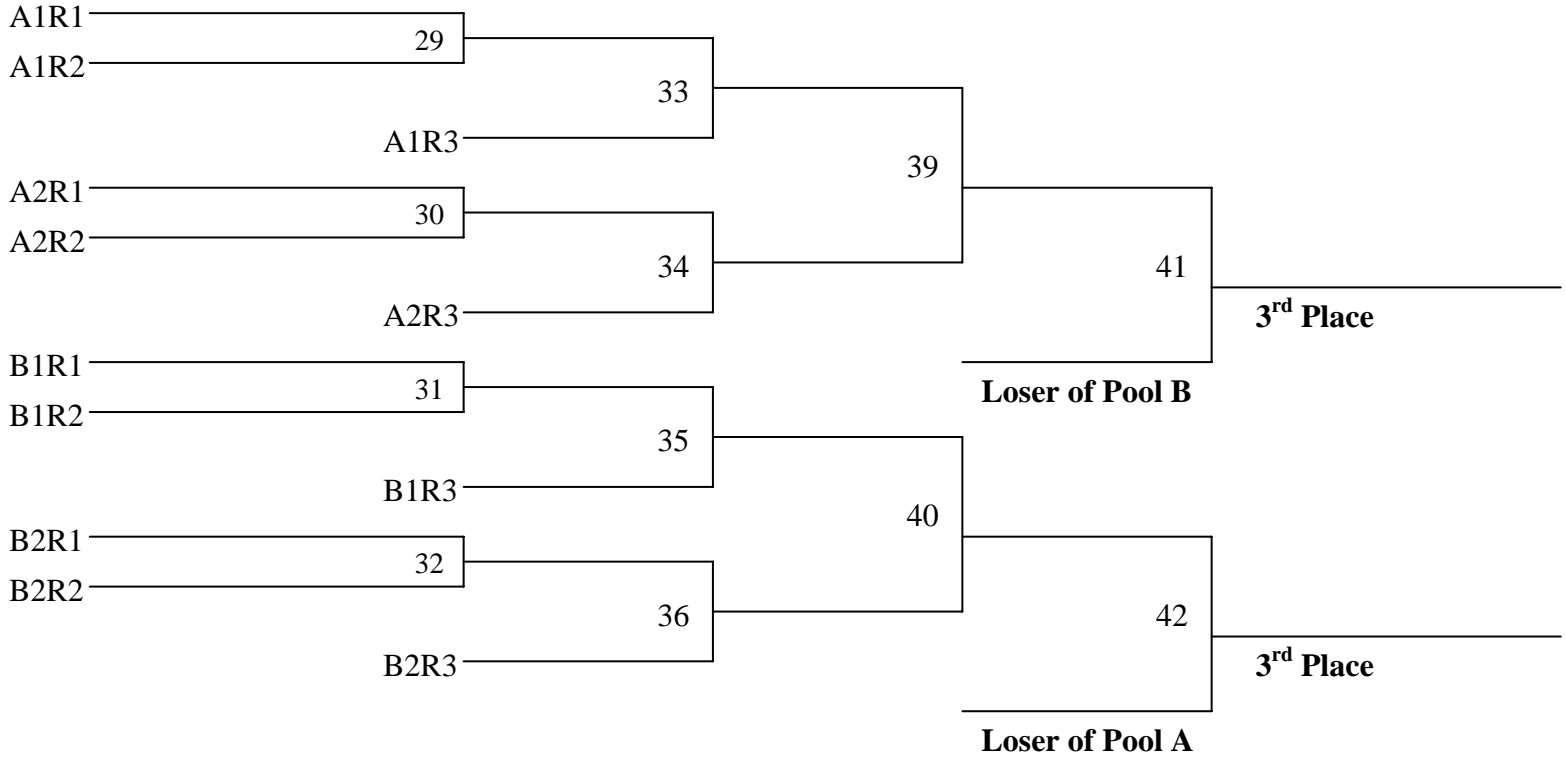 A1R1
29
A1R2
33
A1R3
39
A2R1
30
A2R2
34
41
A2R3
3rd Place
B1R1
31
Loser of Pool B
B1R2
35
B1R3
40
B2R1
32
B2R2
36
42
B2R3
3rd Place
Loser of Pool A